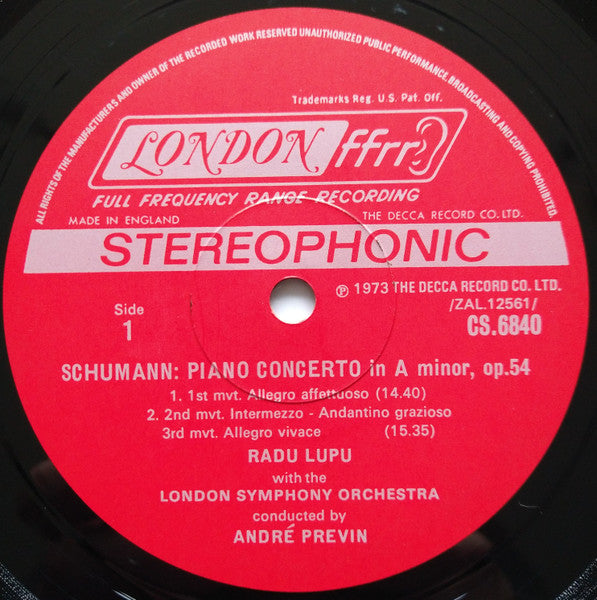 ALL RIGHTS OF THE MANUFACTURERS AND OWNER OF THE RECORDED WORK RESERVED UNAUTHORIZED PUBLIC PERFORMANCE, BROADCASTING AND COPYING PROHIBITED.
Trademarks Reg. U.S. Pat. Off.
LONDON ffrr
FULL FREQUENCY RANGE RECORDING
MADE IN ENGLAND THE DECCA RECORD CO. LTD.
STEREOPHONIC
Ⓟ 1973 THE DECCA RECORD CO. LTD.
Side /ZAL.12561/
1 CS.6840
SCHUMANN: PIANO CONCERTO in A minor, op.54
1. 1st mvt. Allegro affettuoso (14.40)
2. 2nd mvt. Intermezzo - Andantino grazioso
3rd mvt. Allegro vivace (15.35)
RADU LUPU
with the
LONDON SYMPHONY ORCHESTRA
conducted by
ANDRÉ PREVIN